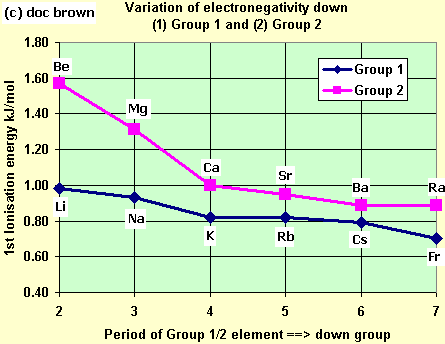 (c) doc brown
Variation of electronegativity down
(1) Group 1 and (2) Group 2
1st Ionisation energy kJ/mol
1.80
1.60
1.40
1.20
1.00
0.80
0.60
0.40
Group 1
Group 2
Be
Mg
Ca
Sr
Ba
Ra
Li
Na
K
Rb
Cs
Fr
2 3 4 5 6 7
Period of Group 1/2 element ==> down group